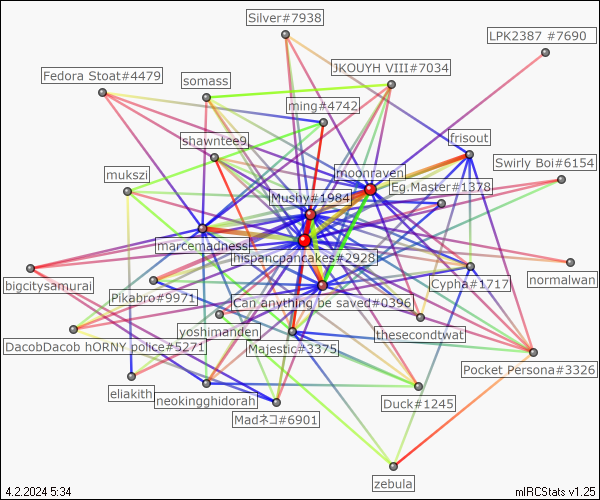 Silver#7938
LPK2387 #7690
JKOUYH VIII#7034
Fedora Stoat#4479
somass
ming#4742
shawntee9
frisout
Swirly Boi#6154
mukszi
moonraven
Eg.Master#1378
Mushy#1984
marcemadness
hispancpancakes#2928
bigcitysamurai
Cypha#1717
normalwan
Pikabro#9971
Can anything be saved#0396
yoshimanden
thesecondtwat
DacobDacob hORNY police#5271
Majestic#3375
Pocket Persona#3326
eliakith
neokingghidorah
Duck#1245
Madネコ#6901
zebula
4.2.2024 5:34
mIRCStats v1.25